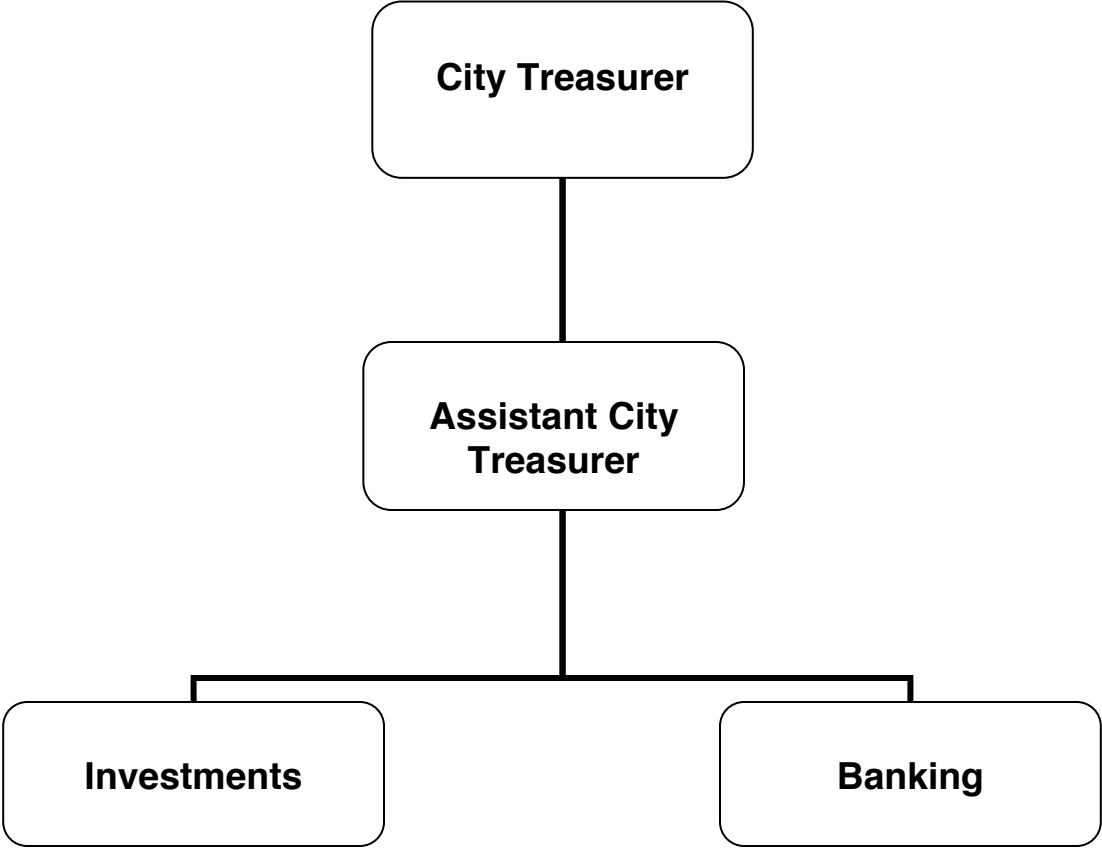 City Treasurer
Assistant City
Treasurer
Investments
Banking